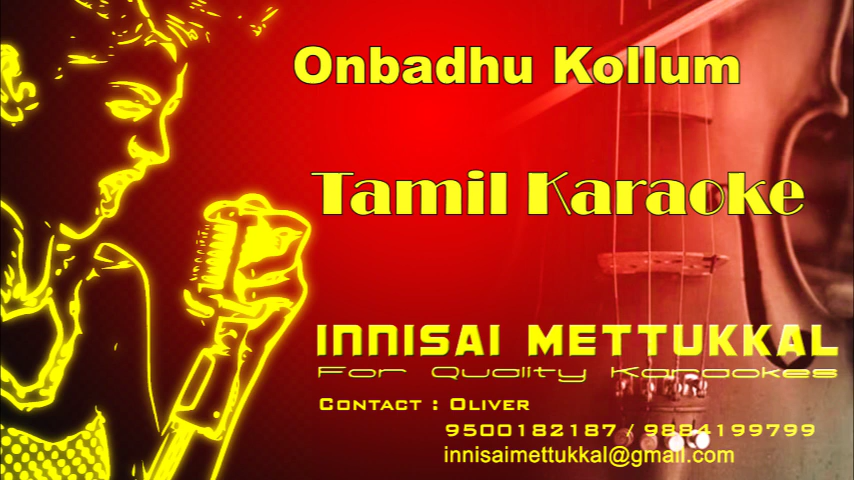 Onbadhu Kollum
Tamil Karaoke
INNISAI METTUKKAL
For Quality Karaokes
Contact : Oliver
9500182187 / 9884199799
innisaimettukkal@gmail.com